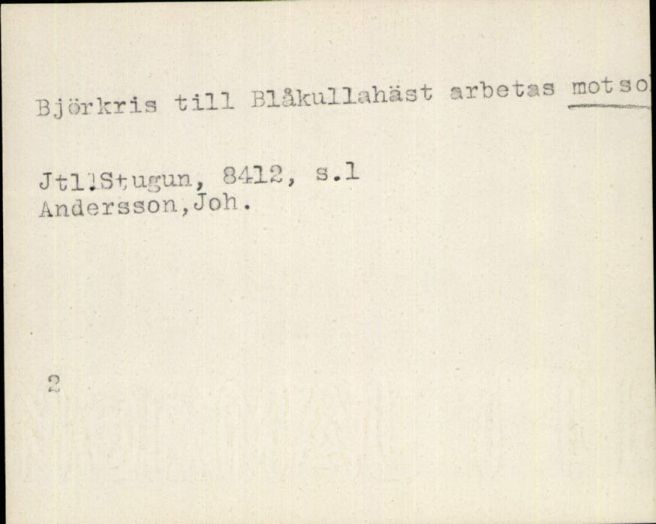 Björkris till Blåkullahäst arbetas motso
Jtl.Stugun, 8412, s.1
Andersson,Joh.
2